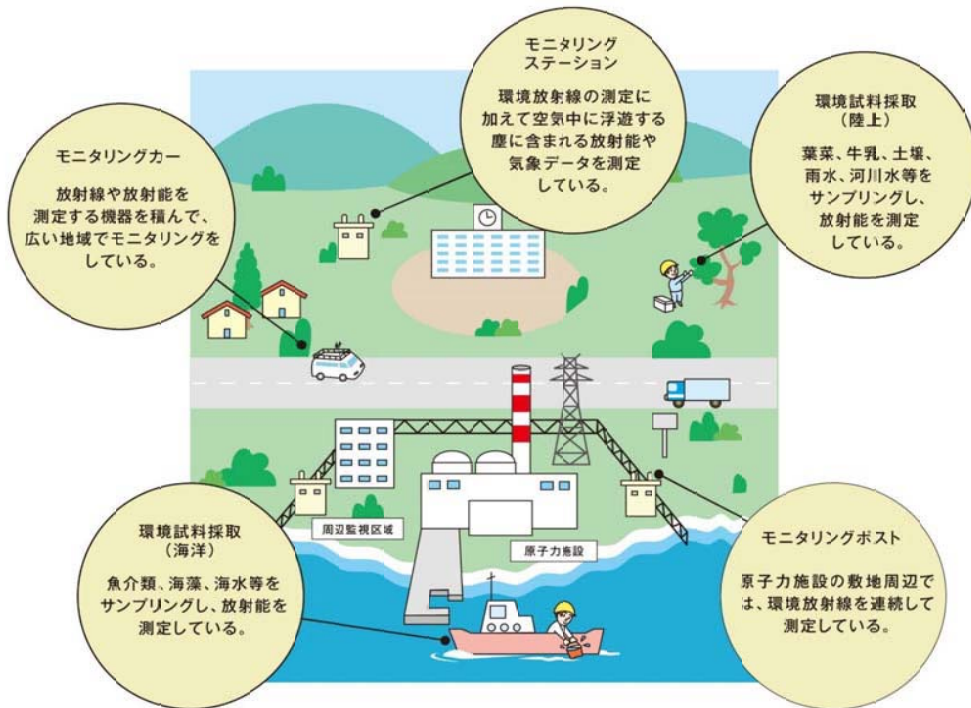 モニタリング
ステーション
環境放射線の測定に
加えて空気中に浮遊する
塵に含まれる放射能や
気象データを測定
している。
環境試料採取
（陸上）
葉菜、牛乳、土壌、
雨水、河川水等を
サンプリングし、
放射能を測定
している。
モニタリングカー
放射線や放射能を
測定する機器を積んで、
広い地域でモニタリングを
している。
周辺監視区域
原子力施設
環境試料採取
（海洋）
魚介類、海藻、海水等を
サンプリングし、放射能を
測定している。
モニタリングポスト
原子力施設の敷地周辺で
は、環境放射線を連続して
測定している。